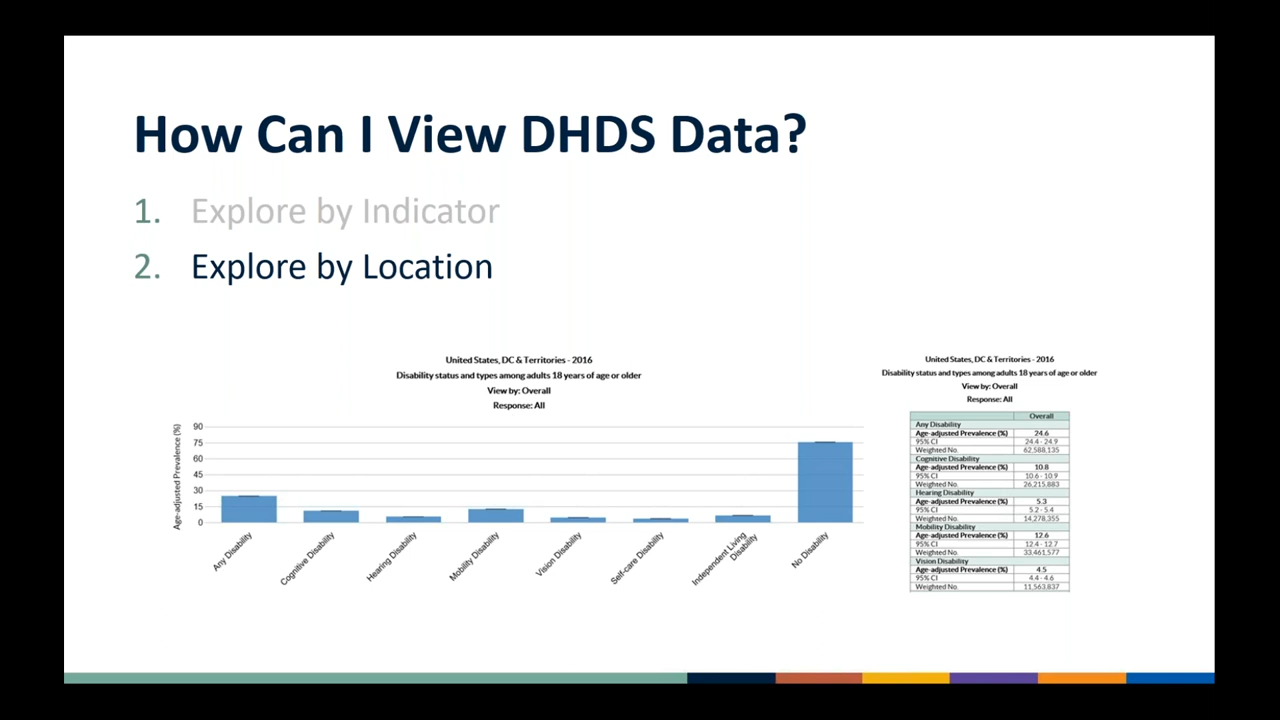 How Can I View DHDS Data?
1. Explore by Indicator
2. Explore by Location
United States, DC & Territories - 2016
Disability status and types among adults 18 years of age or older
View by: Overall
Response: All
Age-adjusted Prevalence (%)
90
75
60
45
30
15
0
Any Disability
Cognitive Disability
Hearing Disability
Mobility Disability
Vision Disability
Self-care Disability
Independent Living
Disability
No Disability
United States, DC & Territories - 2016
Disability status and types among adults 18 years of age or older
View by: Overall
Response: All
Overall
Any Disability
Age-adjusted Prevalence (%) 24.6
95% CI 24.4 - 24.9
Weighted No. 62,588,135
Cognitive Disability
Age-adjusted Prevalence (%) 10.8
95% CI 10.6 - 10.9
Weighted No. 26,215,883
Hearing Disability
Age-adjusted Prevalence (%) 5.3
95% CI 5.2 - 5.4
Weighted No. 14,278,355
Mobility Disability
Age-adjusted Prevalence (%) 12.6
95% CI 12.4 - 12.7
Weighted No. 33,461,577
Vision Disability
Age-adjusted Prevalence (%) 4.5
95% CI 4.4 - 4.6
Weighted No. 11,563,837